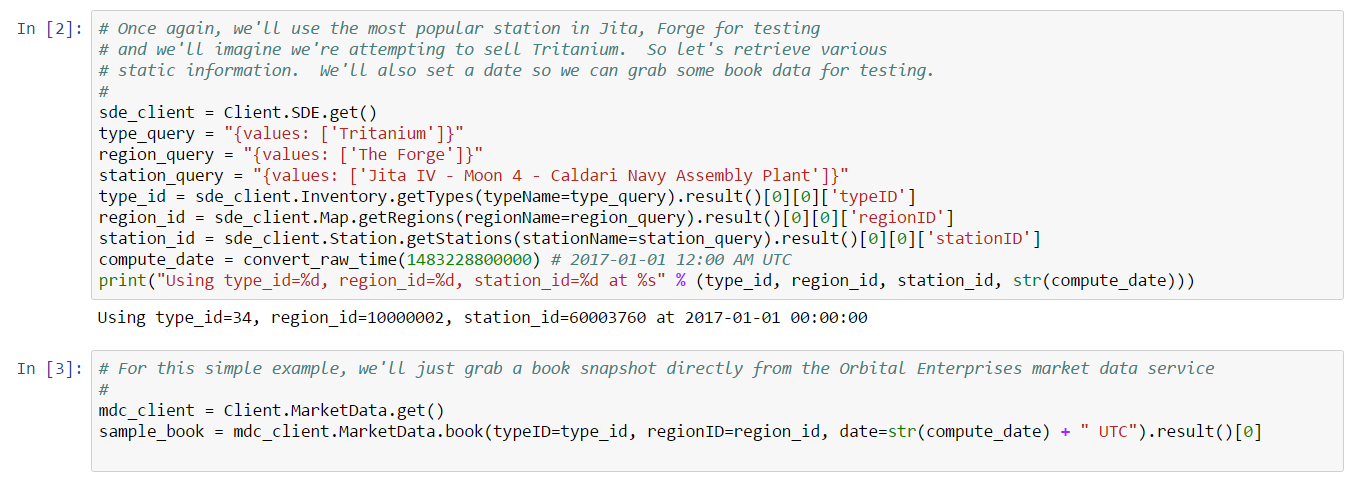 In [2]: # Once again, we'll use the most popular station in Jita, Forge for testing
# and we'll imagine we're attempting to sell Tritanium.  So let's retrieve various
# static information.  We'll also set a date so we can grab some book data for testing.
#
sde_client = Client.SDE.get()
type_query = "{values: ['Tritanium']}"
region_query = "{values: ['The Forge']}"
station_query = "{values: ['Jita IV - Moon 4 - Caldari Navy Assembly Plant']}"
type_id = sde_client.Inventory.getTypes(typeName=type_query).result()[0][0]['typeID']
region_id = sde_client.Map.getRegions(regionName=region_query).result()[0][0]['regionID']
station_id = sde_client.Station.getStations(stationName=station_query).result()[0][0]['stationID']
compute_date = convert_raw_time(1483228800000) # 2017-01-01 12:00 AM UTC
print("Using type_id=%d, region_id=%d, station_id=%d at %s" % (type_id, region_id, station_id, str(compute_date)))
Using type_id=34, region_id=10000002, station_id=60003760 at 2017-01-01 00:00:00
In [3]: # For this simple example, we'll just grab a book snapshot directly from the Orbital Enterprises market data service
#
mdc_client = Client.MarketData.get()
sample_book = mdc_client.MarketData.book(typeID=type_id, regionID=region_id, date=str(compute_date) + " UTC").result()[0]